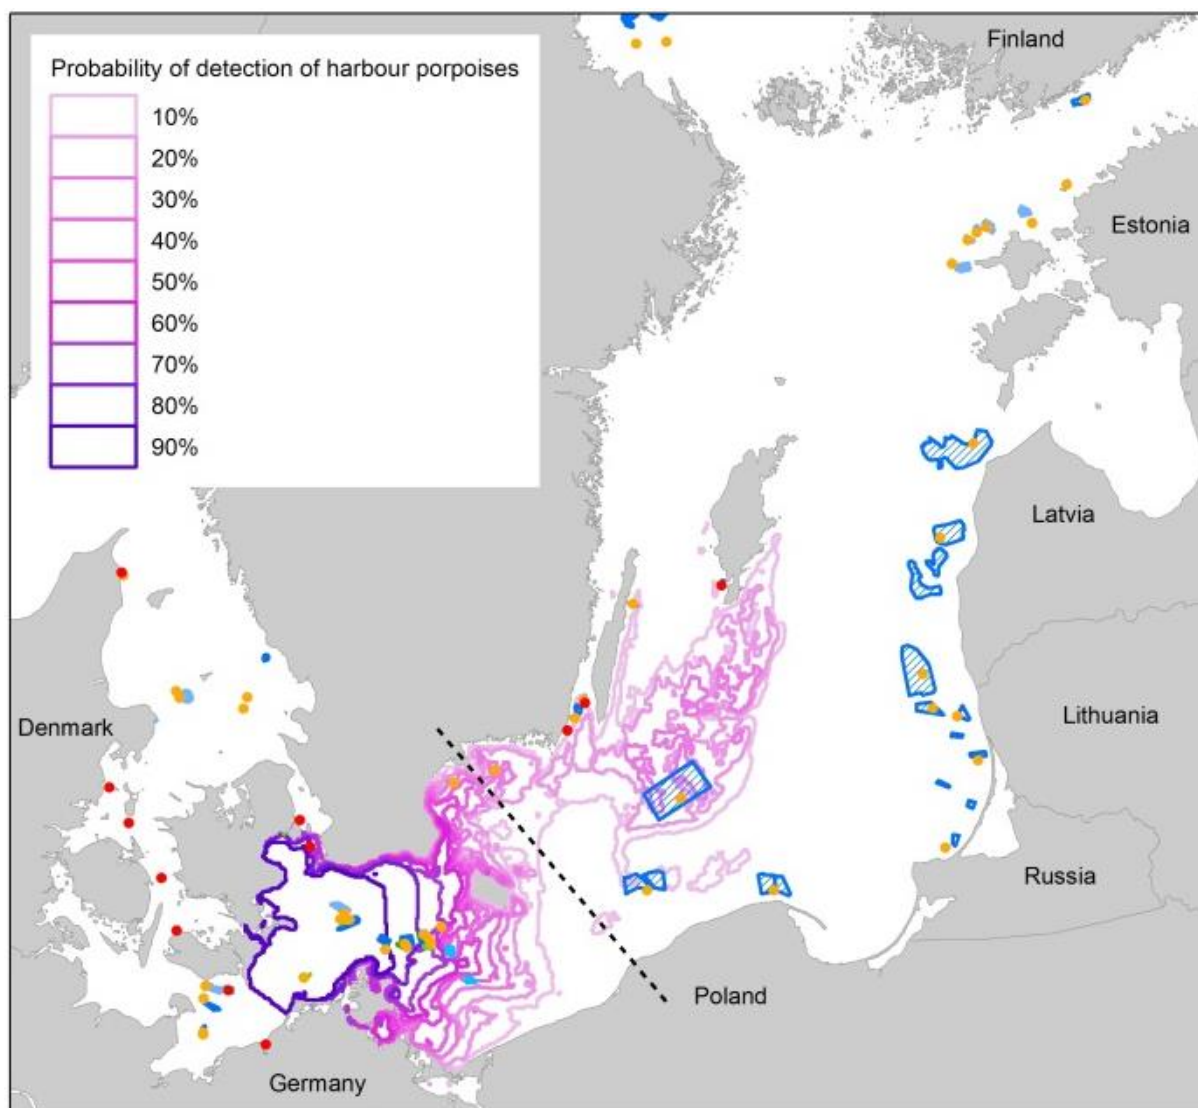 Probability of detection of harbour porpoises
10%
20%
30%
40%
50%
60%
70%
80%
90%
Finland
Estonia
Latvia
Lithuania
Denmark
Russia
Poland
Germany